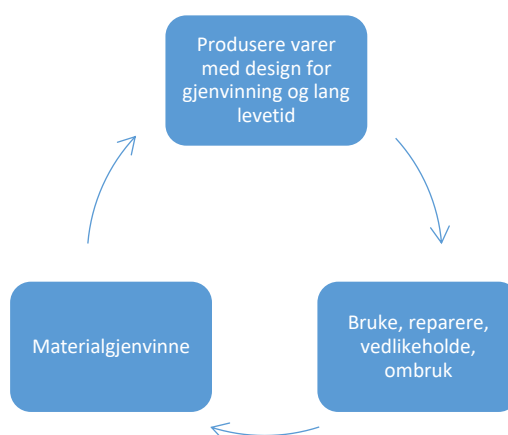 Produsere varer
med design for
gjenvinning og lang
levetid
Bruke, reparere,
vedlikeholde,
ombruk
Materialgjenvinne